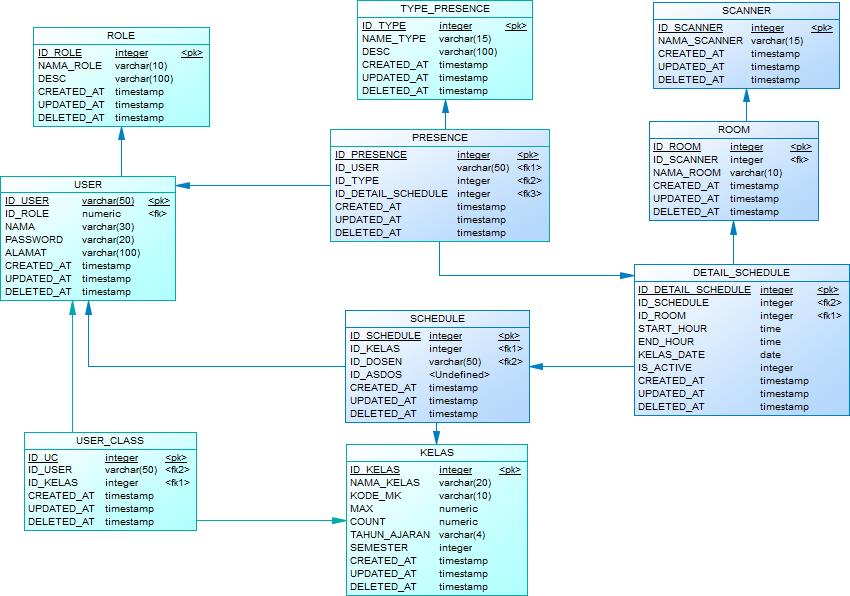 ROLE
ID_ROLE integer <pk>
NAMA_ROLE varchar(10)
DESC varchar(100)
CREATED_AT timestamp
UPDATED_AT timestamp
DELETED_AT timestamp
TYPE_PRESENCE
ID_TYPE integer <pk>
NAME_TYPE varchar(15)
DESC varchar(100)
CREATED_AT timestamp
UPDATED_AT timestamp
DELETED_AT timestamp
SCANNER
ID_SCANNER integer <pk>
NAMA_SCANNER varchar(15)
CREATED_AT timestamp
UPDATED_AT timestamp
DELETED_AT timestamp
PRESENCE
ID_PRESENCE integer <pk>
ID_USER varchar(50) <fk1>
ID_TYPE integer <fk2>
ID_DETAIL_SCHEDULE integer <fk3>
CREATED_AT timestamp
UPDATED_AT timestamp
DELETED_AT timestamp
ROOM
ID_ROOM integer <pk>
ID_SCANNER integer <fk>
NAMA_ROOM varchar(10)
CREATED_AT timestamp
UPDATED_AT timestamp
DELETED_AT timestamp
USER
ID_USER varchar(50) <pk>
ID_ROLE numeric <fk>
NAMA varchar(30)
PASSWORD varchar(20)
ALAMAT varchar(100)
CREATED_AT timestamp
UPDATED_AT timestamp
DELETED_AT timestamp
DETAIL_SCHEDULE
ID_DETAIL_SCHEDULE integer <pk>
ID_SCHEDULE integer <fk2>
ID_ROOM integer <fk1>
START_HOUR time
END_HOUR time
KELAS_DATE date
IS_ACTIVE integer
CREATED_AT timestamp
UPDATED_AT timestamp
DELETED_AT timestamp
SCHEDULE
ID_SCHEDULE integer <pk>
ID_KELAS integer <fk1>
ID_DOSEN varchar(50) <fk2>
ID_ASDOS <Undefined>
CREATED_AT timestamp
UPDATED_AT timestamp
DELETED_AT timestamp
USER_CLASS
ID_UC integer <pk>
ID_USER varchar(50) <fk2>
ID_KELAS integer <fk1>
CREATED_AT timestamp
UPDATED_AT timestamp
DELETED_AT timestamp
KELAS
ID_KELAS integer <pk>
NAMA_KELAS varchar(20)
KODE_MK varchar(10)
MAX numeric
COUNT numeric
TAHUN_AJARAN varchar(4)
SEMESTER integer
CREATED_AT timestamp
UPDATED_AT timestamp
DELETED_AT timestamp